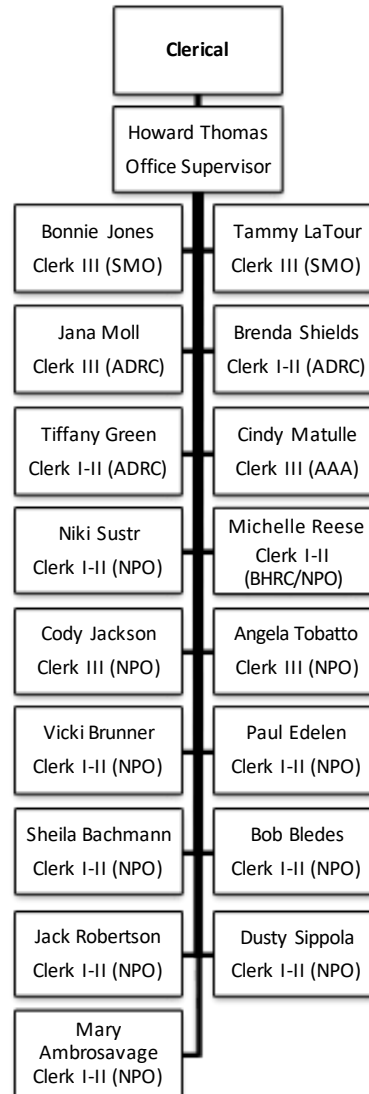 Clerical
Howard Thomas
Office Supervisor
Bonnie Jones
Clerk III (SMO)
Tammy LaTour
Clerk III (SMO)
Jana Moll
Clerk III (ADRC)
Brenda Shields
Clerk I-II (ADRC)
Tiffany Green
Clerk I-II (ADRC)
Cindy Matulle
Clerk III (AAA)
Niki Sustr
Clerk I-II (NPO)
Michelle Reese
Clerk I-II
(BHRC/NPO)
Cody Jackson
Clerk III (NPO)
Angela Tobatto
Clerk III (NPO)
Vicki Brunner
Clerk I-II (NPO)
Paul Edelen
Clerk I-II (NPO)
Sheila Bachmann
Clerk I-II (NPO)
Bob Bledes
Clerk I-II (NPO)
Jack Robertson
Clerk I-II (NPO)
Dusty Sippola
Clerk I-II (NPO)
Mary
Ambrosavage
Clerk I-II (NPO)